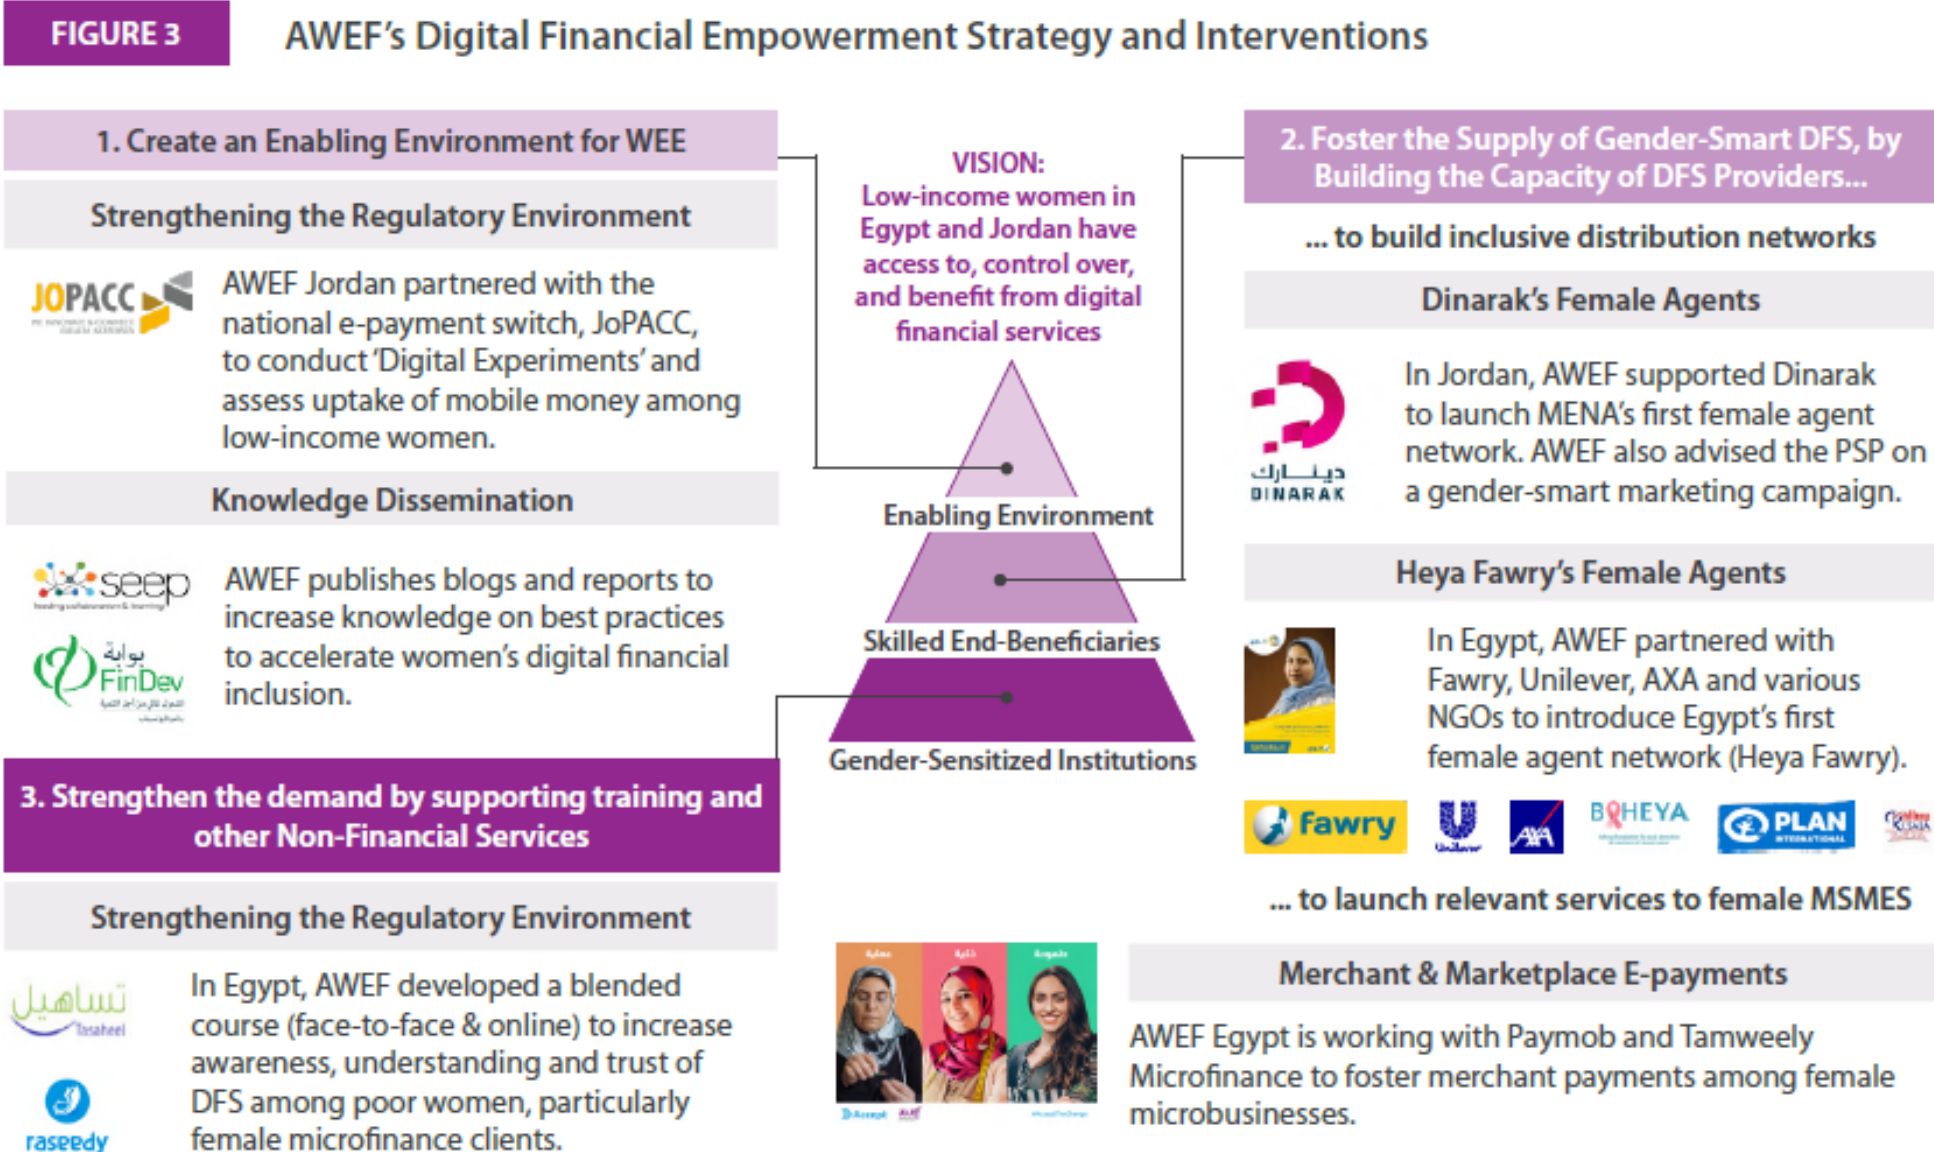 FIGURE 3
AWEF's Digital Financial Empowerment Strategy and Interventions
1. Create an Enabling Environment for WEE
Strengthening the Regulatory Environment
JOPACC
AWEF Jordan partnered with the
national e-payment switch, JoPACC,
to conduct 'Digital Experiments' and
assess uptake of mobile money among
low-income women.
Knowledge Dissemination
seep
بوابة
FinDev
AWEF publishes blogs and reports to
increase knowledge on best practices
to accelerate women's digital financial
inclusion.
3. Strengthen the demand by supporting training and
other Non-Financial Services
Strengthening the Regulatory Environment
تساهيل
Tasaheel
raseedy
In Egypt, AWEF developed a blended
course (face-to-face & online) to increase
awareness, understanding and trust of
DFS among poor women, particularly
female microfinance clients.
VISION:
Low-income women in
Egypt and Jordan have
access to, control over,
and benefit from digital
financial services
Enabling Environment
Skilled End-Beneficiaries
Gender-Sensitized Institutions
2. Foster the Supply of Gender-Smart DFS, by
Building the Capacity of DFS Providers...
... to build inclusive distribution networks
Dinarak's Female Agents
دينارك
DINARAK
In Jordan, AWEF supported Dinarak
to launch MENA's first female agent
network. AWEF also advised the PSP on
a gender-smart marketing campaign.
Heya Fawry's Female Agents
In Egypt, AWEF partnered with
Fawry, Unilever, AXA and various
NGOs to introduce Egypt's first
female agent network (Heya Fawry).
fawry
Unilever
AXA
BAHEYA
PLAN
INTERNATIONAL
... to launch relevant services to female MSMES
Merchant & Marketplace E-payments
Accept
AWEF Egypt is working with Paymob and Tamweely
Microfinance to foster merchant payments among female
microbusinesses.